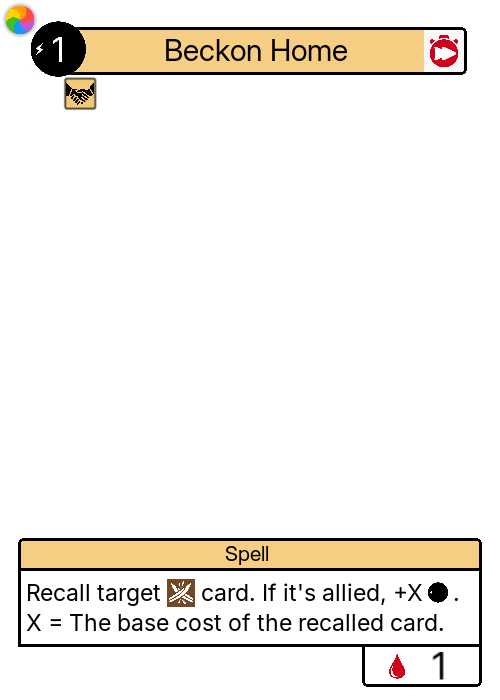 1 Beckon Home
Spell
Recall target card. If it's allied, +X .
X = The base cost of the recalled card.
1